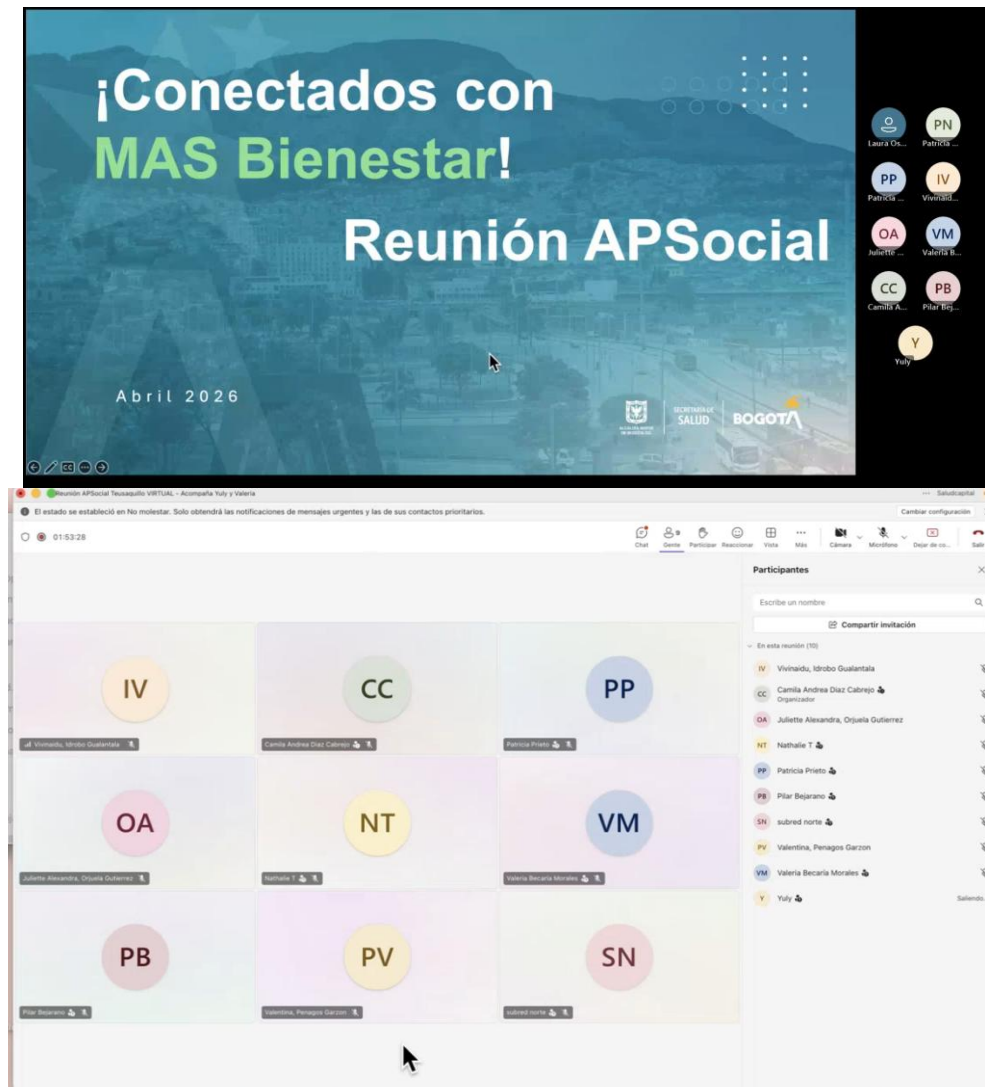 ¡Conectados con
MAS Bienestar!
Reunión APSocial
Abril 2026
SECRETARÍA DE
SALUD
BOGOTÁ
Laura Os...
PN
Patricia ...
PP
Patricia ...
IV
Vivinaid...
OA
Juliette ...
VM
Valeria B...
CC
Camila A...
PB
Pilar Bej...
Y
Yuly
Reunión APSocial Teusaquillo VIRTUAL - Acompaña Yuly y Valeria
Saludcapital
El estado se estableció en No molestar. Solo obtendrá las notificaciones de mensajes urgentes y las de sus contactos prioritarios.
Cambiar configuración
01:53:28
Chat
Gente
Participar
Reaccionar
Vista
Más
Cámara
Micrófono
Dejar de co...
Salir
IV
Vivinaidu, Idrobo Gualantala
CC
Camila Andrea Diaz Cabrejo
PP
Patricia Prieto
OA
Juliette Alexandra, Orjuela Gutierrez
NT
Nathalie T
VM
Valeria Becaria Morales
PB
Pilar Bejarano
PV
Valentina, Penagos Garzon
SN
subred norte
Participantes
Escribe un nombre
Compartir invitación
En esta reunión (10)
IV Vivinaidu, Idrobo Gualantala
CC Camila Andrea Diaz Cabrejo
Organizador
OA Juliette Alexandra, Orjuela Gutierrez
NT Nathalie T
PP Patricia Prieto
PB Pilar Bejarano
SN subred norte
PV Valentina, Penagos Garzon
VM Valeria Becaria Morales
Y Yuly Saliendo...